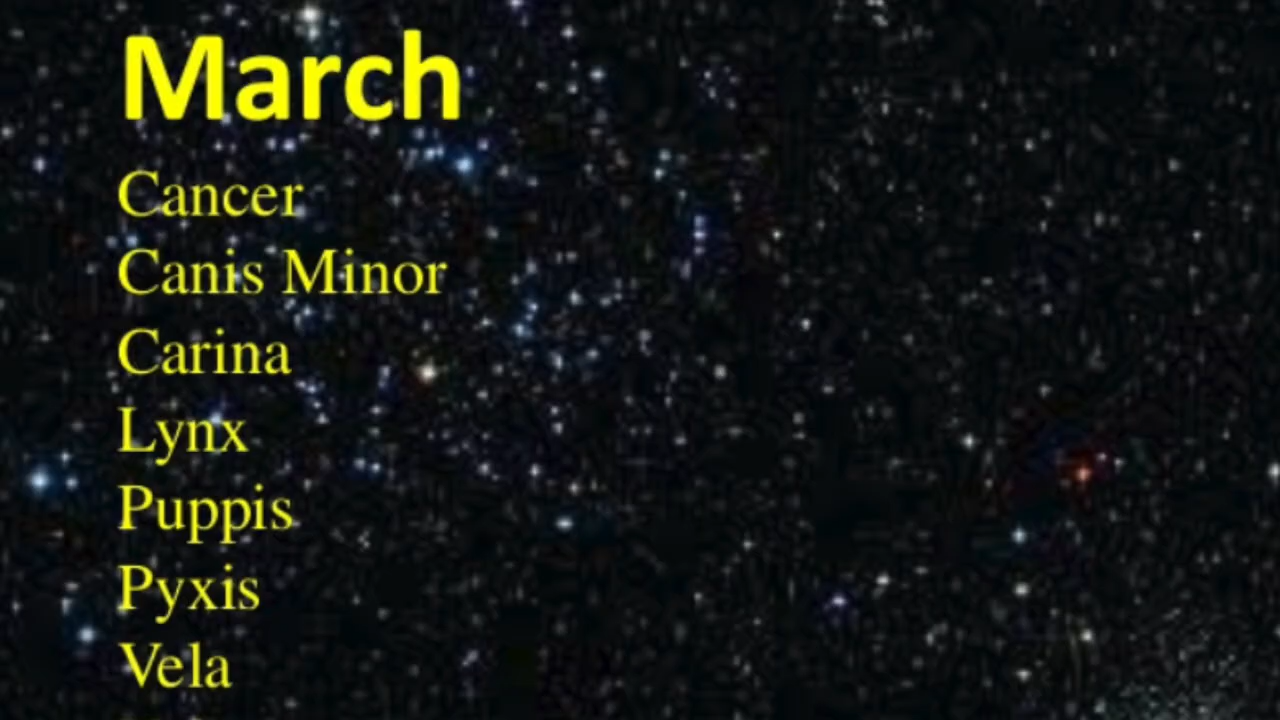 March
Cancer
Canis Minor
Carina
Lynx
Puppis
Pyxis
Vela